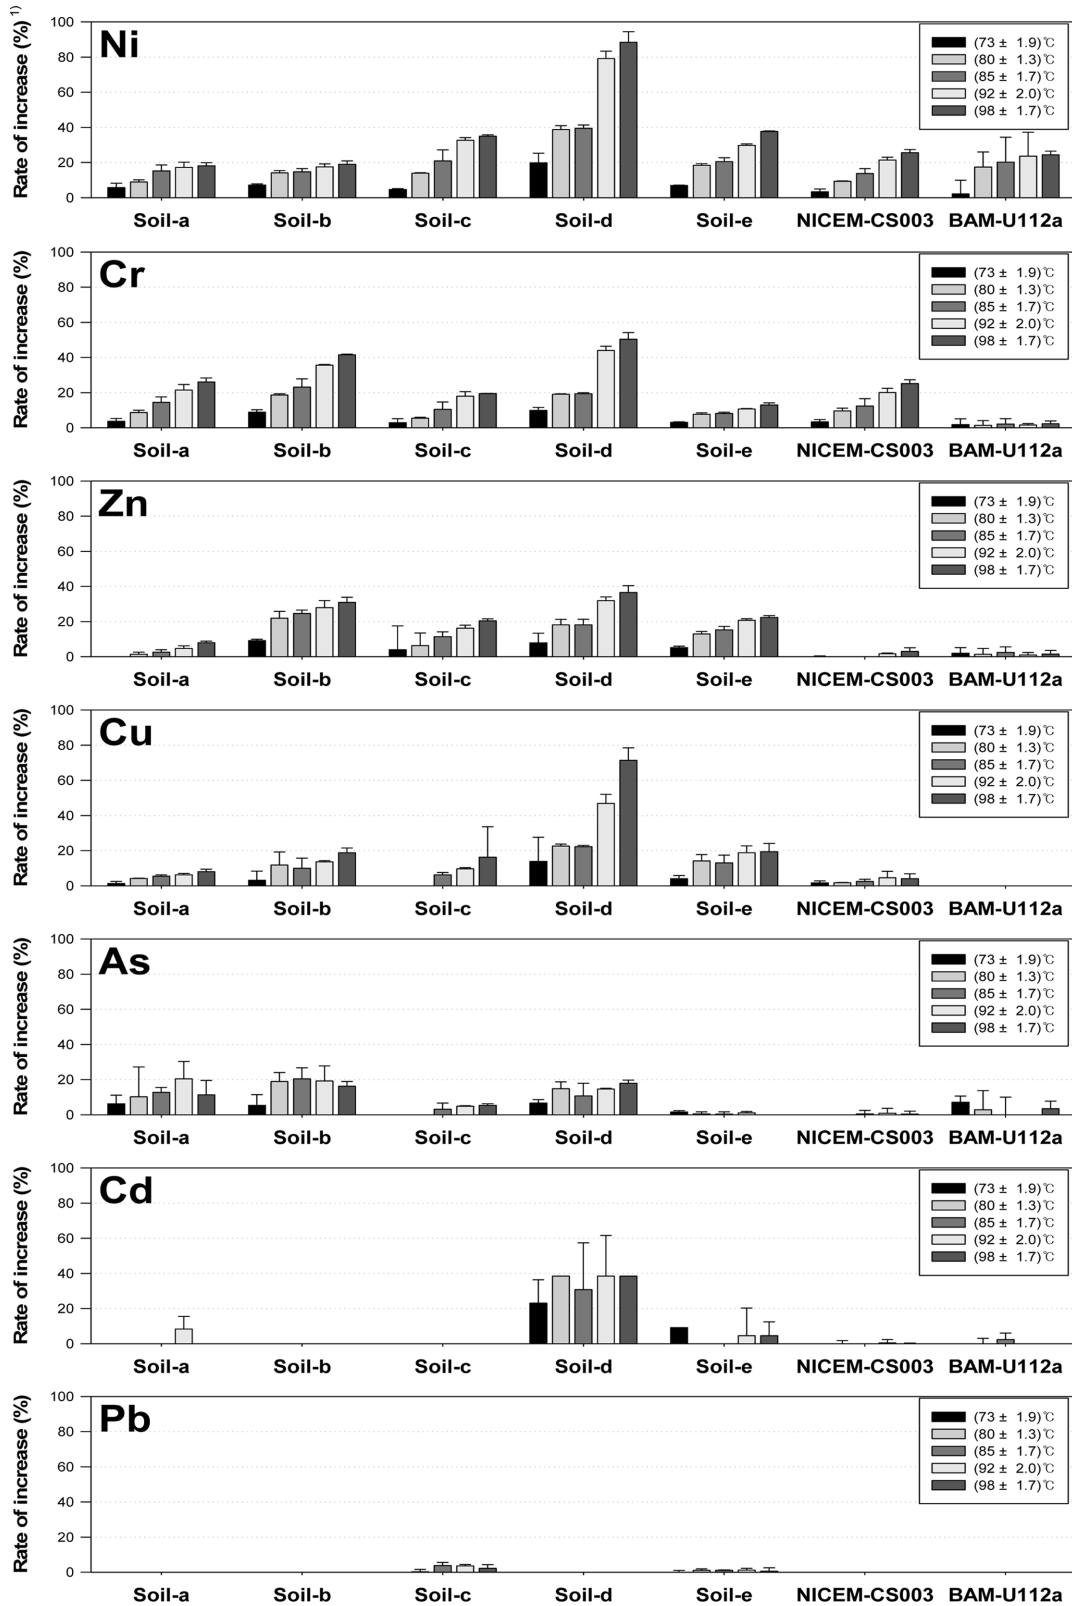 Rate of increase (%) 1)
Ni
100
80
60
40
20
0
(73 ± 1.9)℃
(80 ± 1.3)℃
(85 ± 1.7)℃
(92 ± 2.0)℃
(98 ± 1.7)℃
Soil-a Soil-b Soil-c Soil-d Soil-e NICEM-CS003 BAM-U112a
Rate of increase (%)
Cr
100
80
60
40
20
0
(73 ± 1.9)℃
(80 ± 1.3)℃
(85 ± 1.7)℃
(92 ± 2.0)℃
(98 ± 1.7)℃
Soil-a Soil-b Soil-c Soil-d Soil-e NICEM-CS003 BAM-U112a
Rate of increase (%)
Zn
100
80
60
40
20
0
(73 ± 1.9)℃
(80 ± 1.3)℃
(85 ± 1.7)℃
(92 ± 2.0)℃
(98 ± 1.7)℃
Soil-a Soil-b Soil-c Soil-d Soil-e NICEM-CS003 BAM-U112a
Rate of increase (%)
Cu
100
80
60
40
20
0
(73 ± 1.9)℃
(80 ± 1.3)℃
(85 ± 1.7)℃
(92 ± 2.0)℃
(98 ± 1.7)℃
Soil-a Soil-b Soil-c Soil-d Soil-e NICEM-CS003 BAM-U112a
Rate of increase (%)
As
100
80
60
40
20
0
(73 ± 1.9)℃
(80 ± 1.3)℃
(85 ± 1.7)℃
(92 ± 2.0)℃
(98 ± 1.7)℃
Soil-a Soil-b Soil-c Soil-d Soil-e NICEM-CS003 BAM-U112a
Rate of increase (%)
Cd
100
80
60
40
20
0
(73 ± 1.9)℃
(80 ± 1.3)℃
(85 ± 1.7)℃
(92 ± 2.0)℃
(98 ± 1.7)℃
Soil-a Soil-b Soil-c Soil-d Soil-e NICEM-CS003 BAM-U112a
Rate of increase (%)
Pb
100
80
60
40
20
0
(73 ± 1.9)℃
(80 ± 1.3)℃
(85 ± 1.7)℃
(92 ± 2.0)℃
(98 ± 1.7)℃
Soil-a Soil-b Soil-c Soil-d Soil-e NICEM-CS003 BAM-U112a